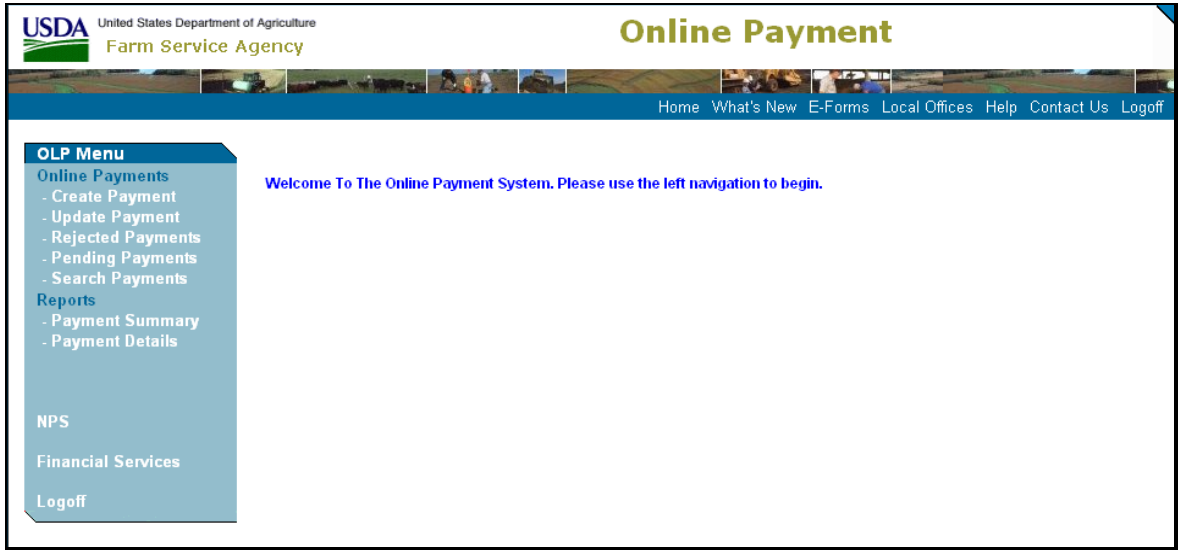 USDA
United States Department of Agriculture
Farm Service Agency
Online Payment
Home What's New E-Forms Local Offices Help Contact Us Logoff
OLP Menu
Online Payments
- Create Payment
- Update Payment
- Rejected Payments
- Pending Payments
- Search Payments
Reports
- Payment Summary
- Payment Details
NPS
Financial Services
Logoff
Welcome To The Online Payment System. Please use the left navigation to begin.